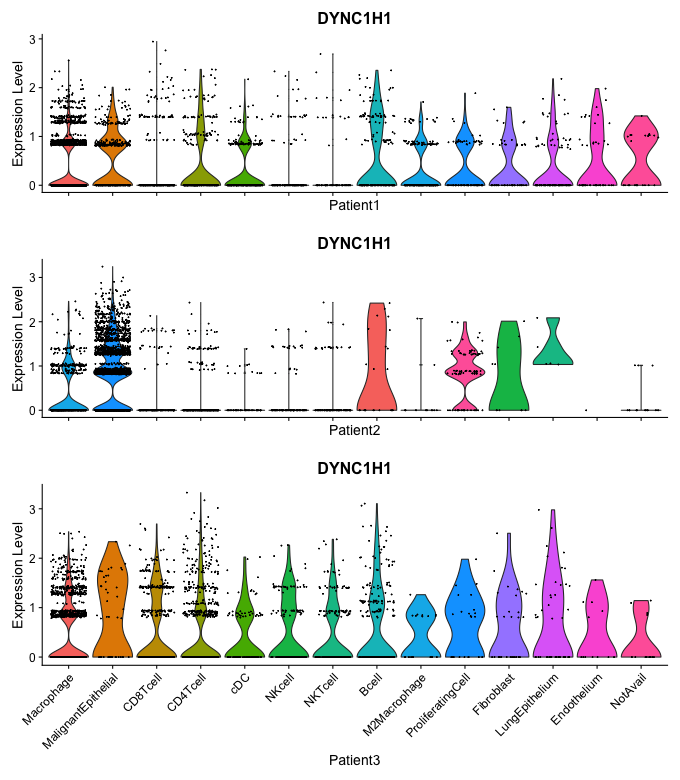 DYNC1H1
Expression Level
3
2
1
0
Patient1
DYNC1H1
Expression Level
3
2
1
0
Patient2
DYNC1H1
Expression Level
3
2
1
0
Macrophage
MalignantEpithelial
CD8Tcell
CD4Tcell
cDC
NKcell
NKTcell
Bcell
M2Macrophage
ProliferatingCell
Fibroblast
LungEpithelium
Endothelium
NotAvail
Patient3